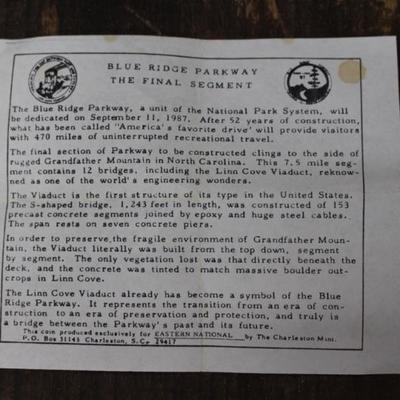 BLUE RIDGE PARKWAY
THE FINAL SEGMENT
The Blue Ridge Parkway, a unit of the National Park System, will
be dedicated on September 11, 1987. After 52 years of construction,
what has been called "America's favorite drive' will provide visitors
with 470 miles of uninterrupted recreational travel.
The final section of Parkway to be constructed clings to the side of
rugged Grandfather Mountain in North Carolina. This 7.5 mile seg-
ment contains 12 bridges, including the Linn Cove Viaduct, reknow-
ned as one of the world's engineering wonders.
The Viaduct is the first structure of its type in the United States.
The S-shaped bridge, 1,243 feet in length, was constructed of 153
precast concrete segments joined by epoxy and huge steel cables.
The span rests on seven concrete piers.
In order to preserve the fragile environment of Grandfather Moun-
tain, the Viaduct literally was built from the top down, segment
by segment. The only vegetation lost was that directly beneath the
deck, and the concrete was tinted to match massive boulder out-
crops in Linn Cove.
The Linn Cove Viaduct already has become a symbol of the Blue
Ridge Parkway. It represents the transition from an era of con-
struction to an era of preservation and protection, and truly is
a bridge between the Parkway's past and its future.
This coin produced exclusively for EASTERN NATIONAL by The Charleston Mint.
P.O. Box 31145 Charleston, S.C. 29417